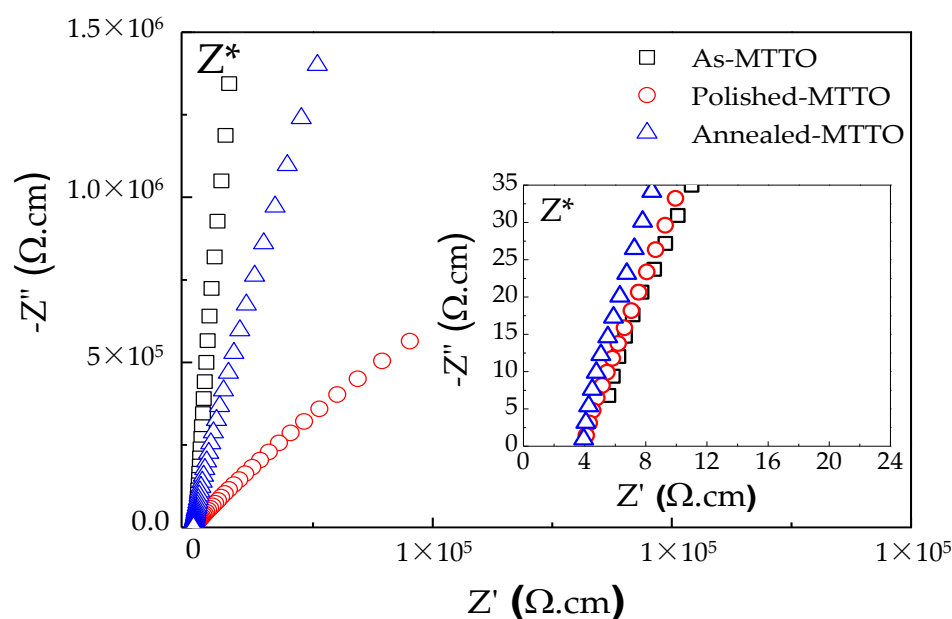 1.5×10⁶
Z*
As-MTTO
Polished-MTTO
Annealed-MTTO
1.0×10⁶
-Z" (Ω.cm)
5×10⁵
0.0
0
1×10⁵
1×10⁵
1×10⁵
Z' (Ω.cm)
35
Z*
30
25
20
15
10
5
0
-Z" (Ω.cm)
0
4
8
12
16
20
24
Z' (Ω.cm)